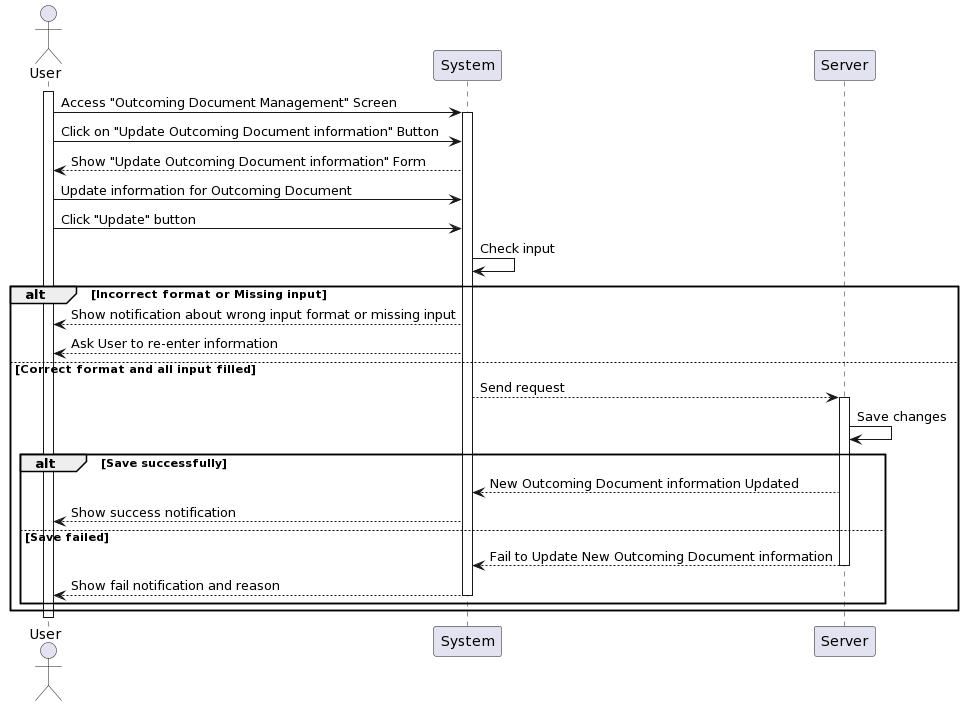 User
System
Server
Access "Outcoming Document Management" Screen
Click on "Update Outcoming Document information" Button
Show "Update Outcoming Document information" Form
Update information for Outcoming Document
Click "Update" button
Check input
alt [Incorrect format or Missing input]
Show notification about wrong input format or missing input
Ask User to re-enter information
[Correct format and all input filled]
Send request
Save changes
alt [Save successfully]
New Outcoming Document information Updated
Show success notification
[Save failed]
Fail to Update New Outcoming Document information
Show fail notification and reason
User
System
Server